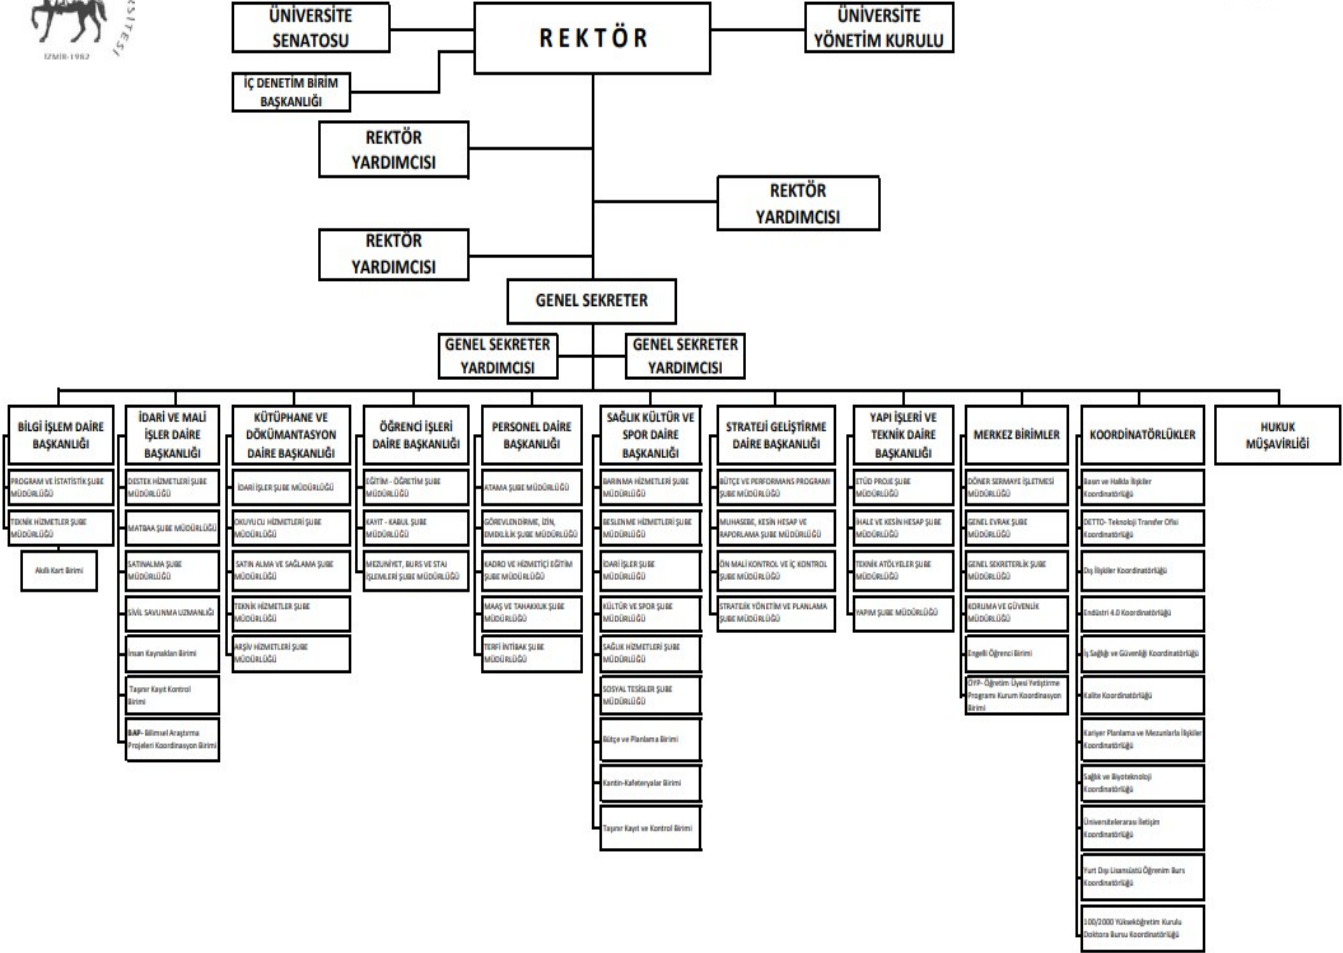 RSİTESİ
İZMİR-1982
ÜNİVERSİTE
SENATOSU
REKTÖR
ÜNİVERSİTE
YÖNETİM KURULU
İÇ DENETİM BİRİM
BAŞKANLIĞI
REKTÖR
YARDIMCISI
REKTÖR
YARDIMCISI
REKTÖR
YARDIMCISI
GENEL SEKRETER
GENEL SEKRETER
YARDIMCISI
GENEL SEKRETER
YARDIMCISI
BİLGİ İŞLEM DAİRE
BAŞKANLIĞI
PROGRAM VE İSTATİSTİK ŞUBE
MÜDÜRLÜĞÜ
TEKNİK HİZMETLER ŞUBE
MÜDÜRLÜĞÜ
Akıllı Kart Birimi
İDARİ VE MALİ
İŞLER DAİRE
BAŞKANLIĞI
DESTEK HİZMETLERİ ŞUBE
MÜDÜRLÜĞÜ
MATBAA ŞUBE MÜDÜRLÜĞÜ
SATINALMA ŞUBE
MÜDÜRLÜĞÜ
SİVİL SAVUNMA UZMANLIĞI
İnsan Kaynakları Birimi
Taşınır Kayıt Kontrol
Birimi
BAP- Bilimsel Araştırma
Projeleri Koordinasyon Birimi
KÜTÜPHANE VE
DÖKÜMANTASYON
DAİRE BAŞKANLIĞI
İDARİ İŞLER ŞUBE MÜDÜRLÜĞÜ
OKUYUCU HİZMETLERİ ŞUBE
MÜDÜRLÜĞÜ
SATIN ALMA VE SAĞLAMA ŞUBE
MÜDÜRLÜĞÜ
TEKNİK HİZMETLER ŞUBE
MÜDÜRLÜĞÜ
ARŞİV HİZMETLERİ ŞUBE
MÜDÜRLÜĞÜ
ÖĞRENCİ İŞLERİ
DAİRE BAŞKANLIĞI
EĞİTİM - ÖĞRETİM ŞUBE
MÜDÜRLÜĞÜ
KAYIT - KABUL ŞUBE
MÜDÜRLÜĞÜ
MEZUNİYET, BURS VE STAJ
İŞLEMLERİ ŞUBE MÜDÜRLÜĞÜ
PERSONEL DAİRE
BAŞKANLIĞI
ATAMA ŞUBE MÜDÜRLÜĞÜ
GÖREVLENDİRME, İZİN,
EMEKLİLİK ŞUBE MÜDÜRLÜĞÜ
KADRO VE HİZMETİÇİ EĞİTİM
ŞUBE MÜDÜRLÜĞÜ
MAAŞ VE TAHAKKUK ŞUBE
MÜDÜRLÜĞÜ
TERFİ İNTİBAK ŞUBE
MÜDÜRLÜĞÜ
SAĞLIK KÜLTÜR VE
SPOR DAİRE
BAŞKANLIĞI
BARINMA HİZMETLERİ ŞUBE
MÜDÜRLÜĞÜ
BESLENME HİZMETLERİ ŞUBE
MÜDÜRLÜĞÜ
İDARİ İŞLER ŞUBE
MÜDÜRLÜĞÜ
KÜLTÜR VE SPOR ŞUBE
MÜDÜRLÜĞÜ
SAĞLIK HİZMETLERİ ŞUBE
MÜDÜRLÜĞÜ
SOSYAL TESİSLER ŞUBE
MÜDÜRLÜĞÜ
Bütçe ve Planlama Birimi
Kantin-Kafeteryalar Birimi
Taşınır Kayıt ve Kontrol Birimi
STRATEJİ GELİŞTİRME
DAİRE BAŞKANLIĞI
BÜTÇE VE PERFORMANS PROGRAMI
ŞUBE MÜDÜRLÜĞÜ
MUHASEBE, KESİN HESAP VE
RAPORLAMA ŞUBE MÜDÜRLÜĞÜ
ÖN MALİ KONTROL VE İÇ KONTROL
ŞUBE MÜDÜRLÜĞÜ
STRATEJİK YÖNETİM VE PLANLAMA
ŞUBE MÜDÜRLÜĞÜ
YAPI İŞLERİ VE
TEKNİK DAİRE
BAŞKANLIĞI
ETÜD PROJE ŞUBE
MÜDÜRLÜĞÜ
İHALE VE KESİN HESAP ŞUBE
MÜDÜRLÜĞÜ
TEKNİK ATÖLYELER ŞUBE
MÜDÜRLÜĞÜ
YAPIM ŞUBE MÜDÜRLÜĞÜ
MERKEZ BİRİMLER
DÖNER SERMAYE İŞLETMESİ
MÜDÜRLÜĞÜ
GENEL EVRAK ŞUBE
MÜDÜRLÜĞÜ
GENEL SEKRETERLİK ŞUBE
MÜDÜRLÜĞÜ
KORUMA VE GÜVENLİK
MÜDÜRLÜĞÜ
Engelli Öğrenci Birimi
ÖYP- Öğretim Üyesi Yetiştirme
Programı Kurum Koordinasyon
Birimi
KOORDİNATÖRLÜKLER
Basın ve Halkla İlişkiler
Koordinatörlüğü
DETTO- Teknoloji Transfer Ofisi
Koordinatörlüğü
Dış İlişkiler Koordinatörlüğü
Endüstri 4.0 Koordinatörlüğü
İş Sağlığı ve Güvenliği Koordinatörlüğü
Kalite Koordinatörlüğü
Kariyer Planlama ve Mezunlarla İlişkiler
Koordinatörlüğü
Sağlık ve Biyoteknoloji
Koordinatörlüğü
Üniversitelerarası İletişim
Koordinatörlüğü
Yurt Dışı Lisansüstü Öğrenim Burs
Koordinatörlüğü
100/2000 Yükseköğretim Kurulu
Doktora Bursu Koordinatörlüğü
HUKUK
MÜŞAVİRLİĞİ